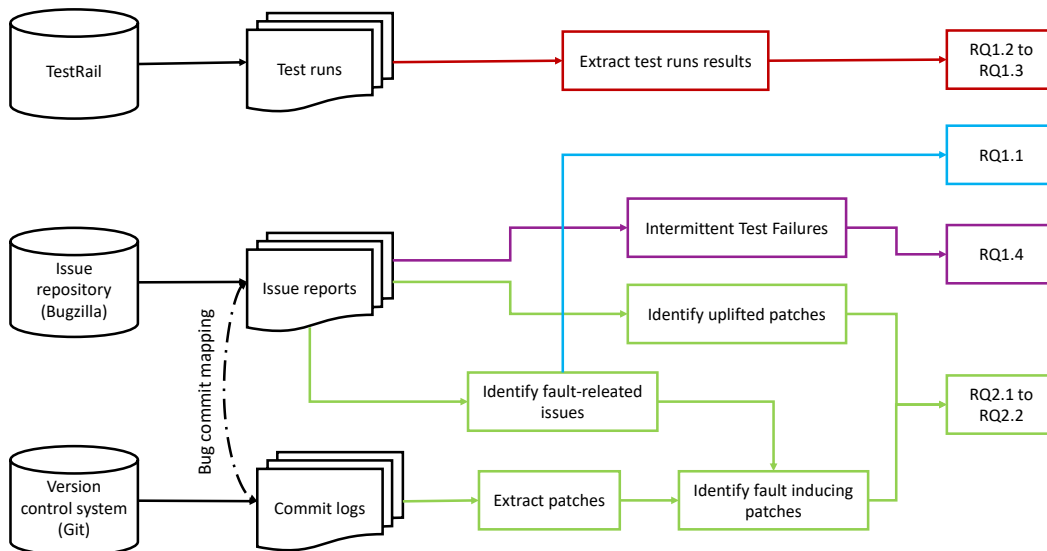 TestRail
Test runs
Extract test runs results
RQ1.2 to
RQ1.3
RQ1.1
Intermittent Test Failures
RQ1.4
Issue
repository
(Bugzilla)
Issue reports
Identify uplifted patches
Bug commit mapping
Identify fault-releated
issues
RQ2.1 to
RQ2.2
Version
control system
(Git)
Commit logs
Extract patches
Identify fault inducing
patches